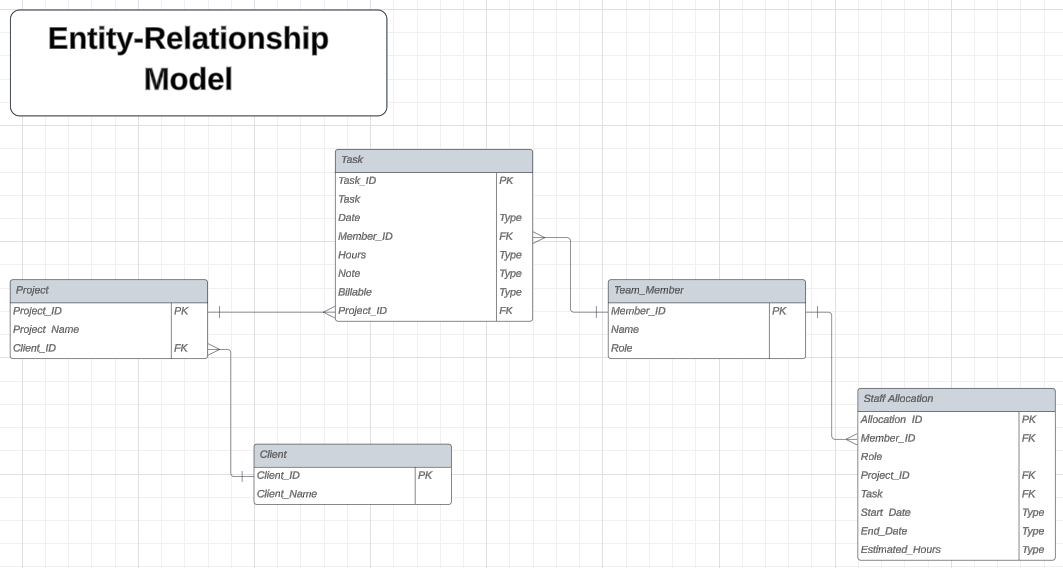 Entity-Relationship
Model
Task
Task_ID PK
Task
Date Type
Member_ID FK
Hours Type
Note Type
Billable Type
Project_ID FK
Project
Project_ID PK
Project Name
Client_ID FK
Team_Member
Member_ID PK
Name
Role
Client
Client_ID PK
Client_Name
Staff Allocation
Allocation ID PK
Member_ID FK
Role
Project_ID FK
Task FK
Start Date Type
End_Date Type
Estimated_Hours Type